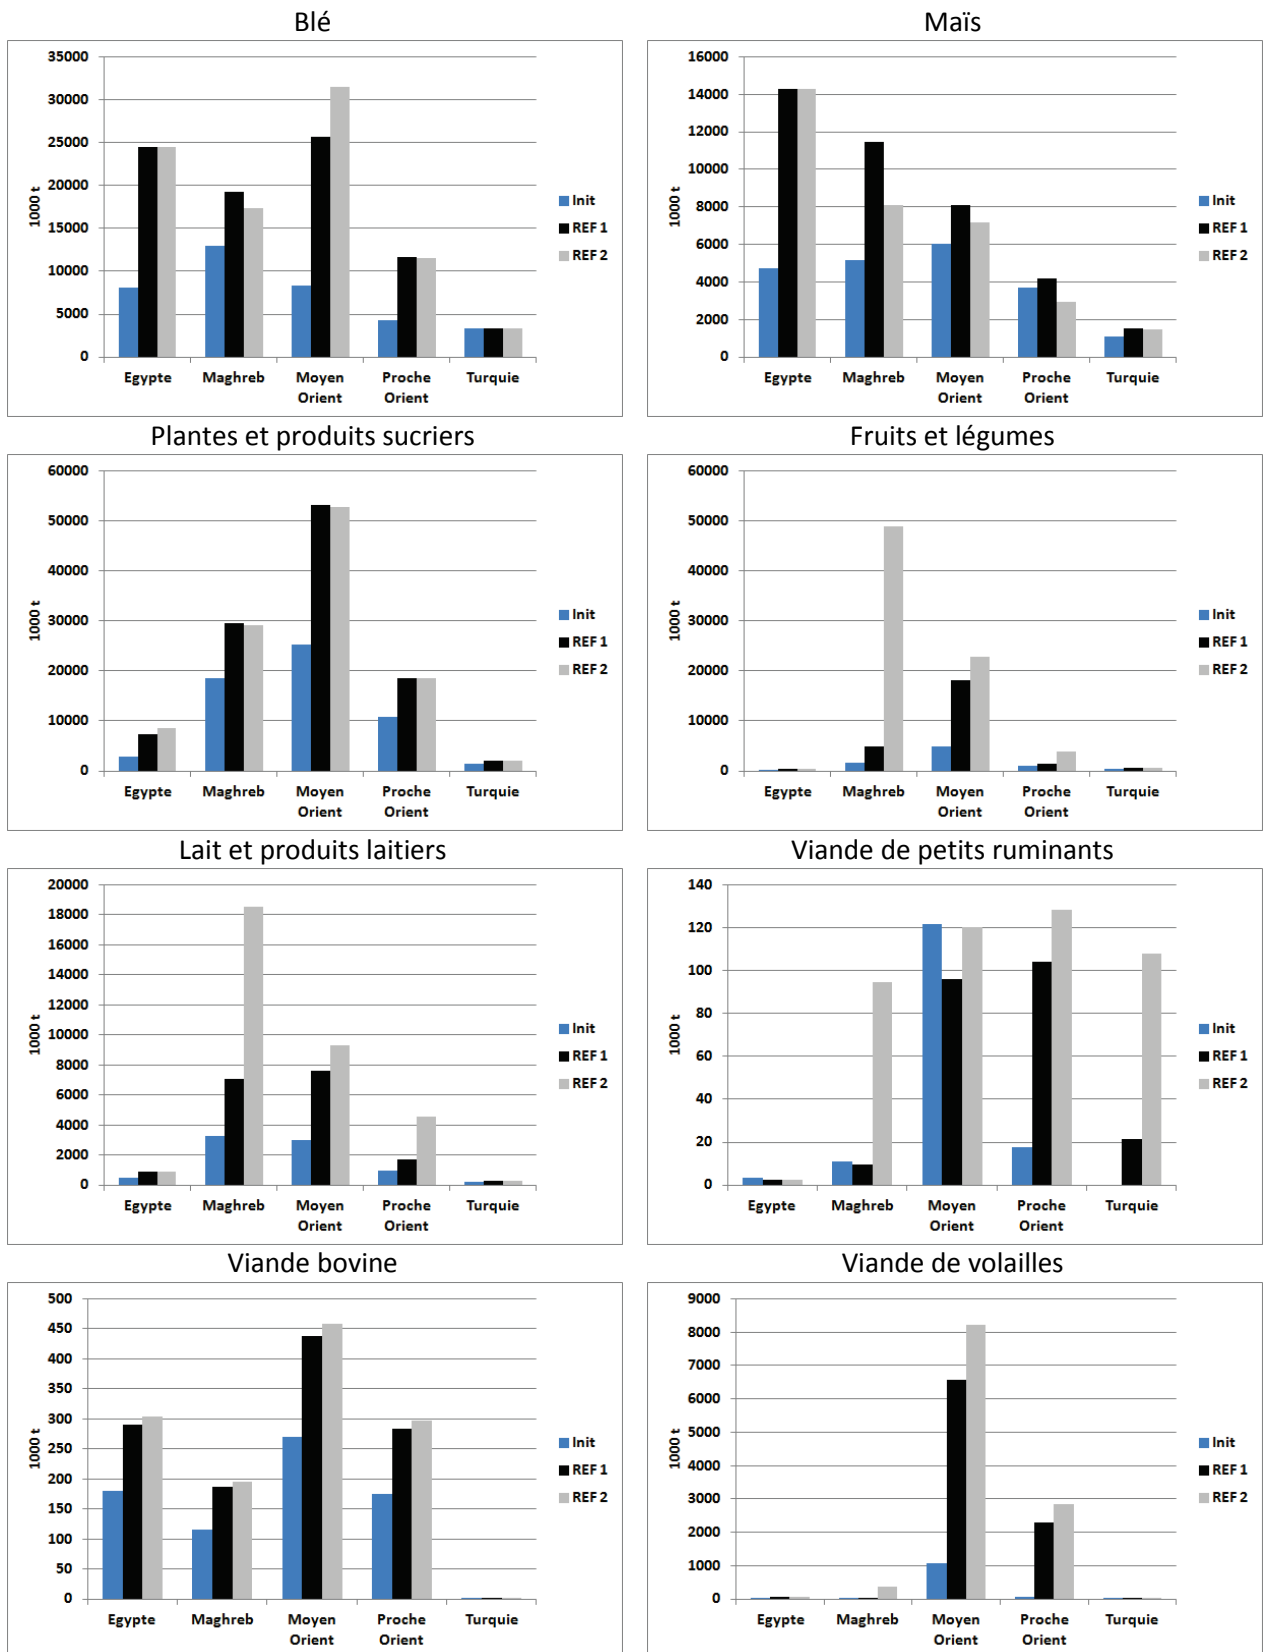 Blé
35000
30000
25000
20000
15000
10000
5000
0
1000 t
Egypte Maghreb Moyen Orient Proche Orient Turquie
Init
REF 1
REF 2
Maïs
16000
14000
12000
10000
8000
6000
4000
2000
0
1000 t
Egypte Maghreb Moyen Orient Proche Orient Turquie
Init
REF 1
REF 2
Plantes et produits sucriers
60000
50000
40000
30000
20000
10000
0
1000 t
Egypte Maghreb Moyen Orient Proche Orient Turquie
Init
REF 1
REF 2
Fruits et légumes
60000
50000
40000
30000
20000
10000
0
1000 t
Egypte Maghreb Moyen Orient Proche Orient Turquie
Init
REF 1
REF 2
Lait et produits laitiers
20000
18000
16000
14000
12000
10000
8000
6000
4000
2000
0
1000 t
Egypte Maghreb Moyen Orient Proche Orient Turquie
Init
REF 1
REF 2
Viande de petits ruminants
140
120
100
80
60
40
20
0
1000 t
Egypte Maghreb Moyen Orient Proche Orient Turquie
Init
REF 1
REF 2
Viande bovine
500
450
400
350
300
250
200
150
100
50
0
1000 t
Egypte Maghreb Moyen Orient Proche Orient Turquie
Init
REF 1
REF 2
Viande de volailles
9000
8000
7000
6000
5000
4000
3000
2000
1000
0
1000 t
Egypte Maghreb Moyen Orient Proche Orient Turquie
Init
REF 1
REF 2